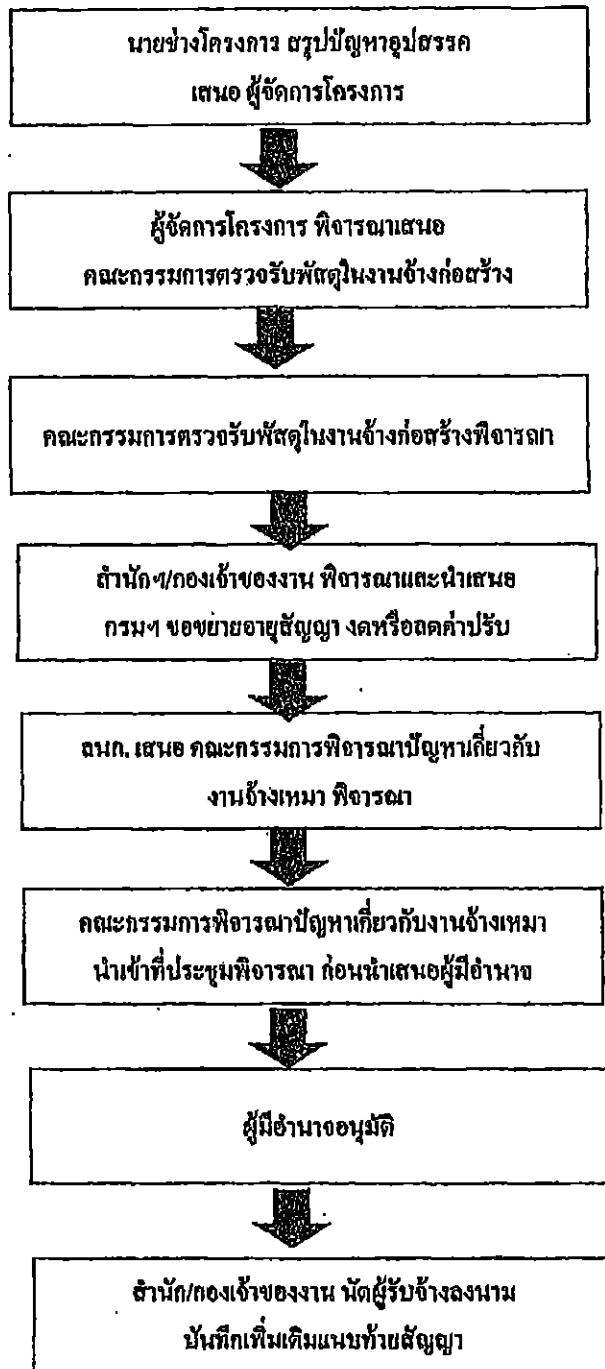 นายช่างโครงการ สรุปปัญหาอุปสรรค
เสนอ ผู้จัดการโครงการ
ผู้จัดการโครงการ พิจารณาเสนอ
คณะกรรมการตรวจรับพัสดุในงานจ้างก่อสร้าง
คณะกรรมการตรวจรับพัสดุในงานจ้างก่อสร้างพิจารณา
สำนักฯ/กองเจ้าของงาน พิจารณาและนำเสนอ
กรมฯ ขอขยายอายุสัญญา งดหรือลดค่าปรับ
ลนก. เสนอ คณะกรรมการพิจารณาปัญหาเกี่ยวกับ
งานจ้างเหมา พิจารณา
คณะกรรมการพิจารณาปัญหาเกี่ยวกับงานจ้างเหมา
นำเข้าที่ประชุมพิจารณา ก่อนนำเสนอผู้มีอำนาจ
ผู้มีอำนาจอนุมัติ
สำนัก/กองเจ้าของงาน นัดผู้รับจ้างลงนาม
บันทึกเพิ่มเติมแนบท้ายสัญญา